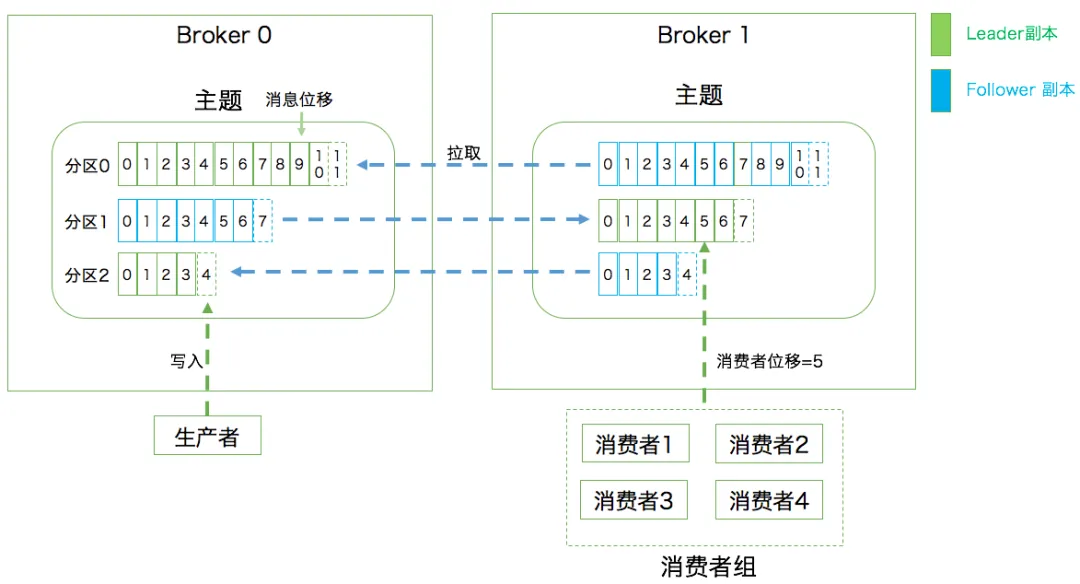 Broker 0
Broker 1
Leader副本
Follower 副本
主题
消息位移
主题
分区0 0 1 2 3 4 5 6 7 8 9 10 11
拉取
0 1 2 3 4 5 6 7 8 9 10 11
分区1 0 1 2 3 4 5 6 7
0 1 2 3 4 5 6 7
分区2 0 1 2 3 4
0 1 2 3 4
写入
消费者位移=5
生产者
消费者1
消费者2
消费者3
消费者4
消费者组